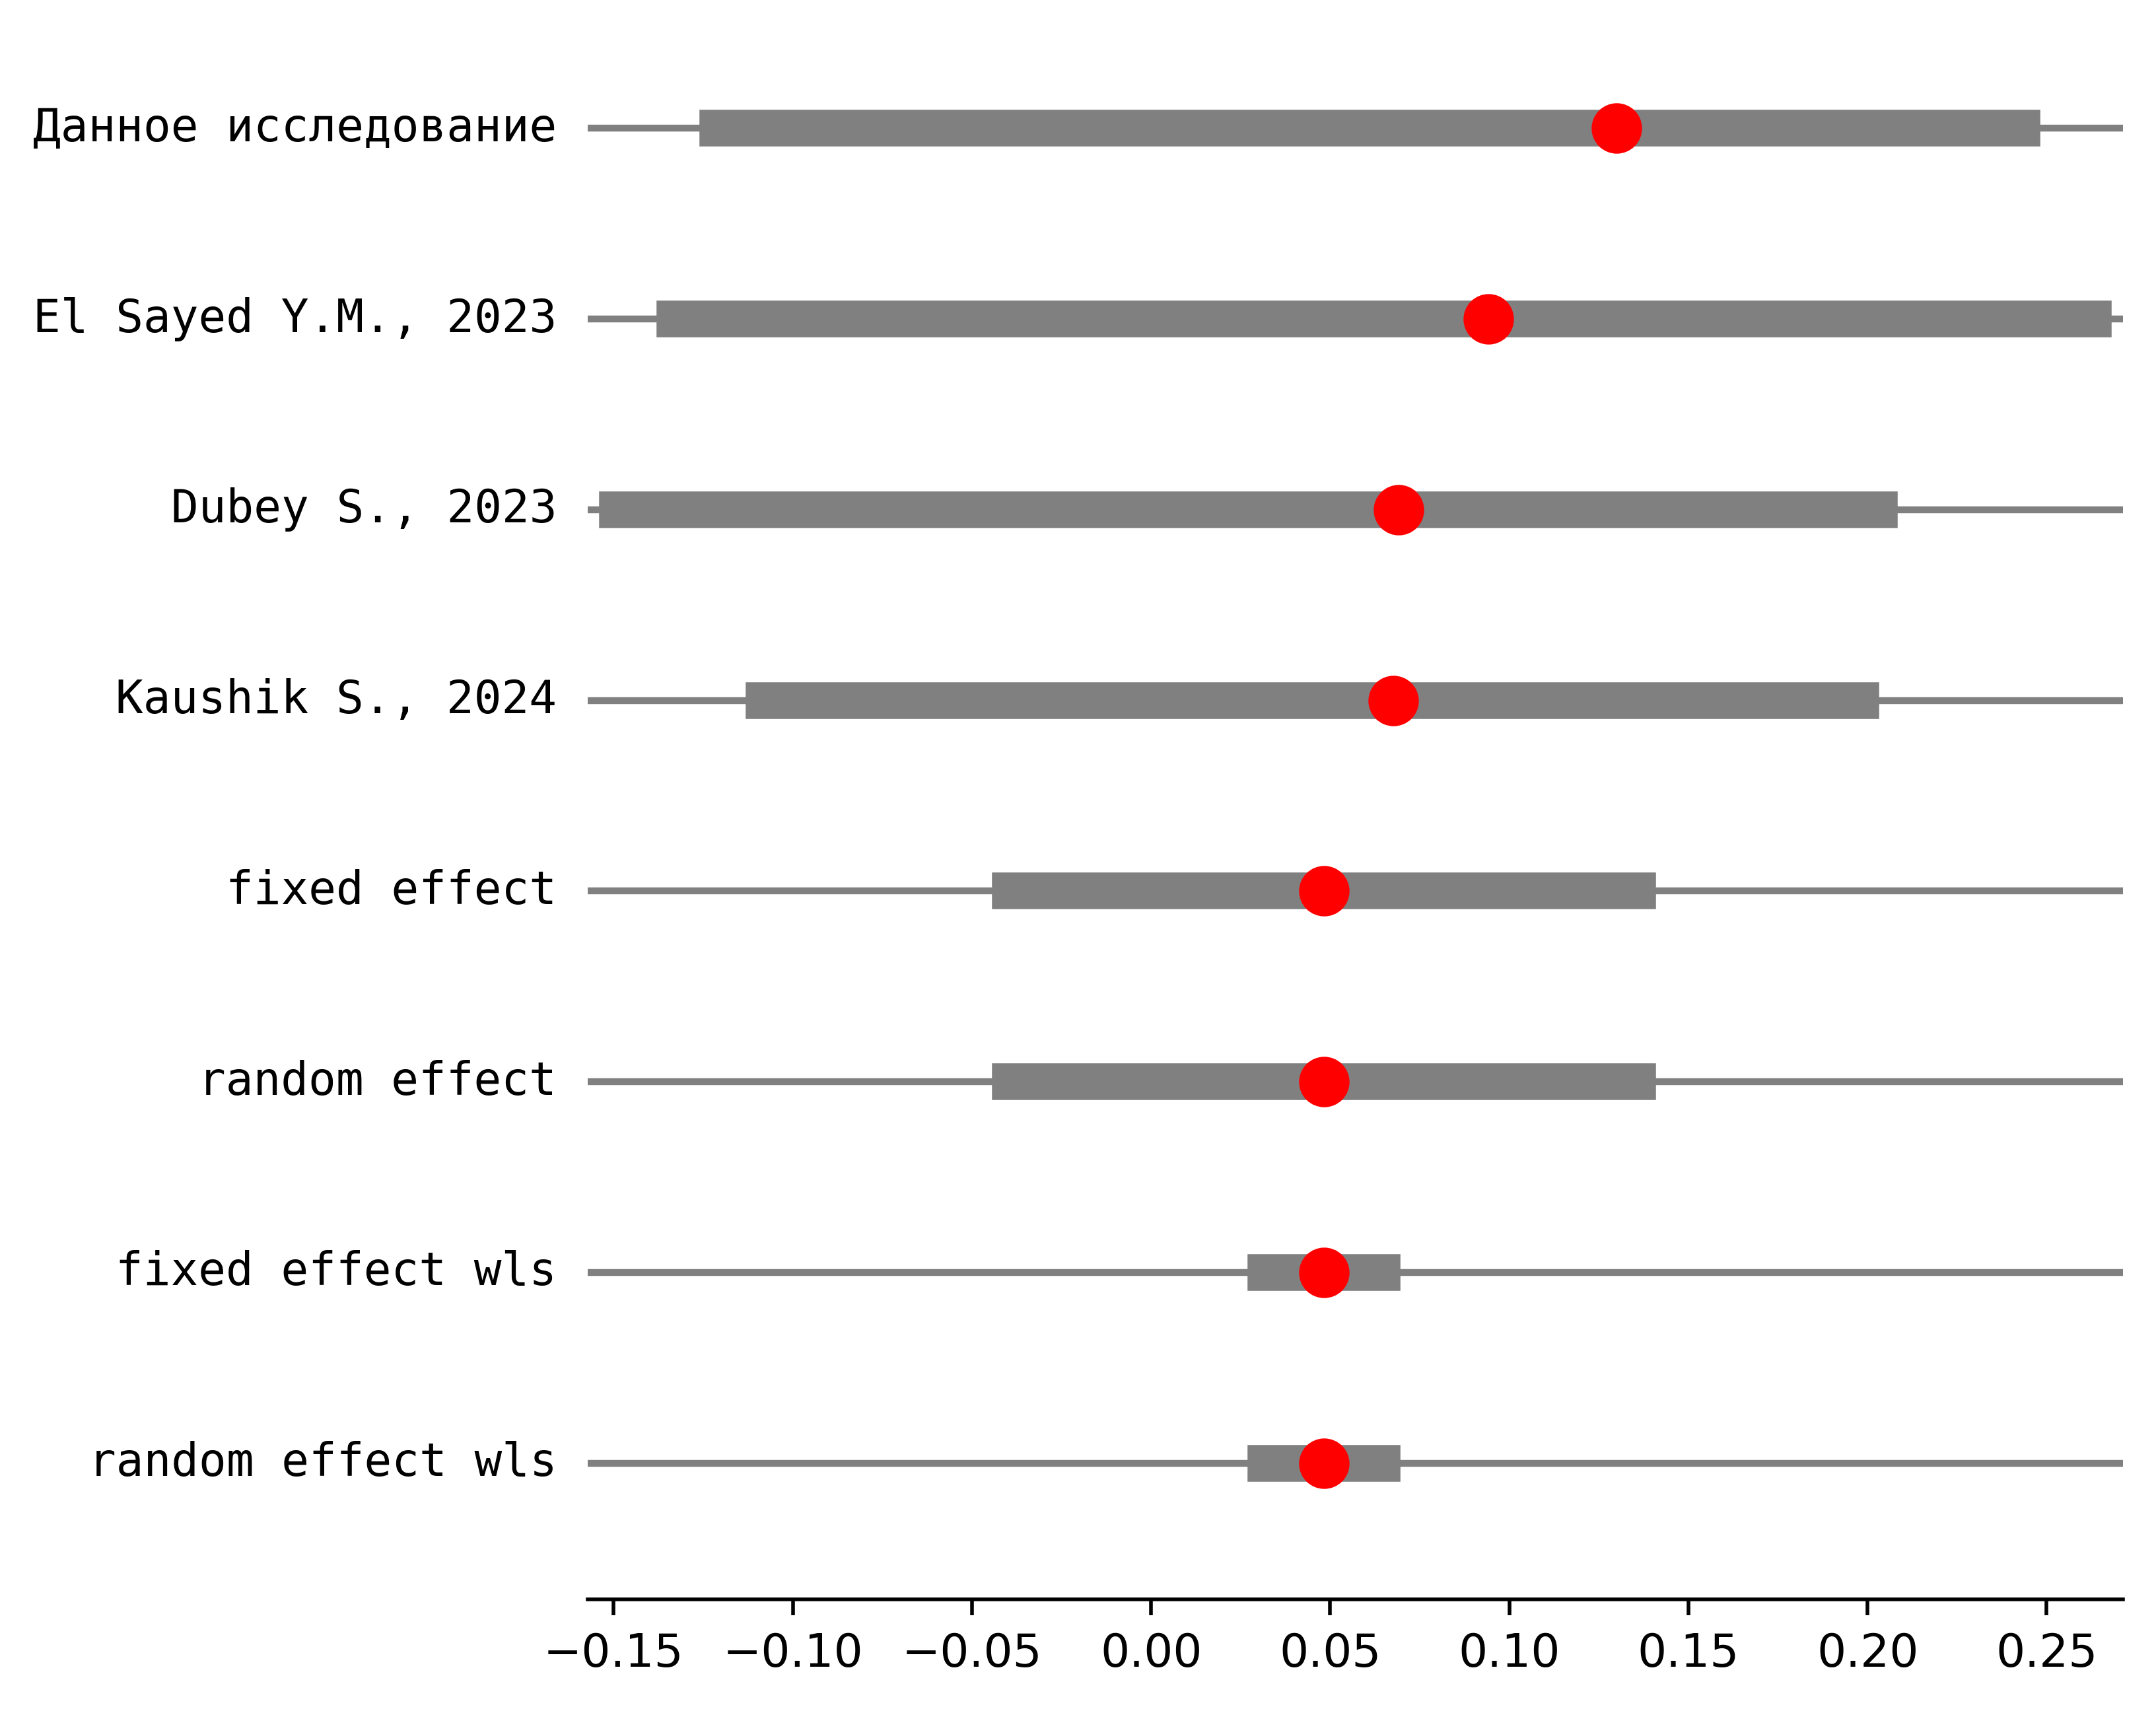 Данное исследование
El Sayed Y.M., 2023
Dubey S., 2023
Kaushik S., 2024
fixed effect
random effect
fixed effect wls
random effect wls
−0.15 −0.10 −0.05 0.00 0.05 0.10 0.15 0.20 0.25